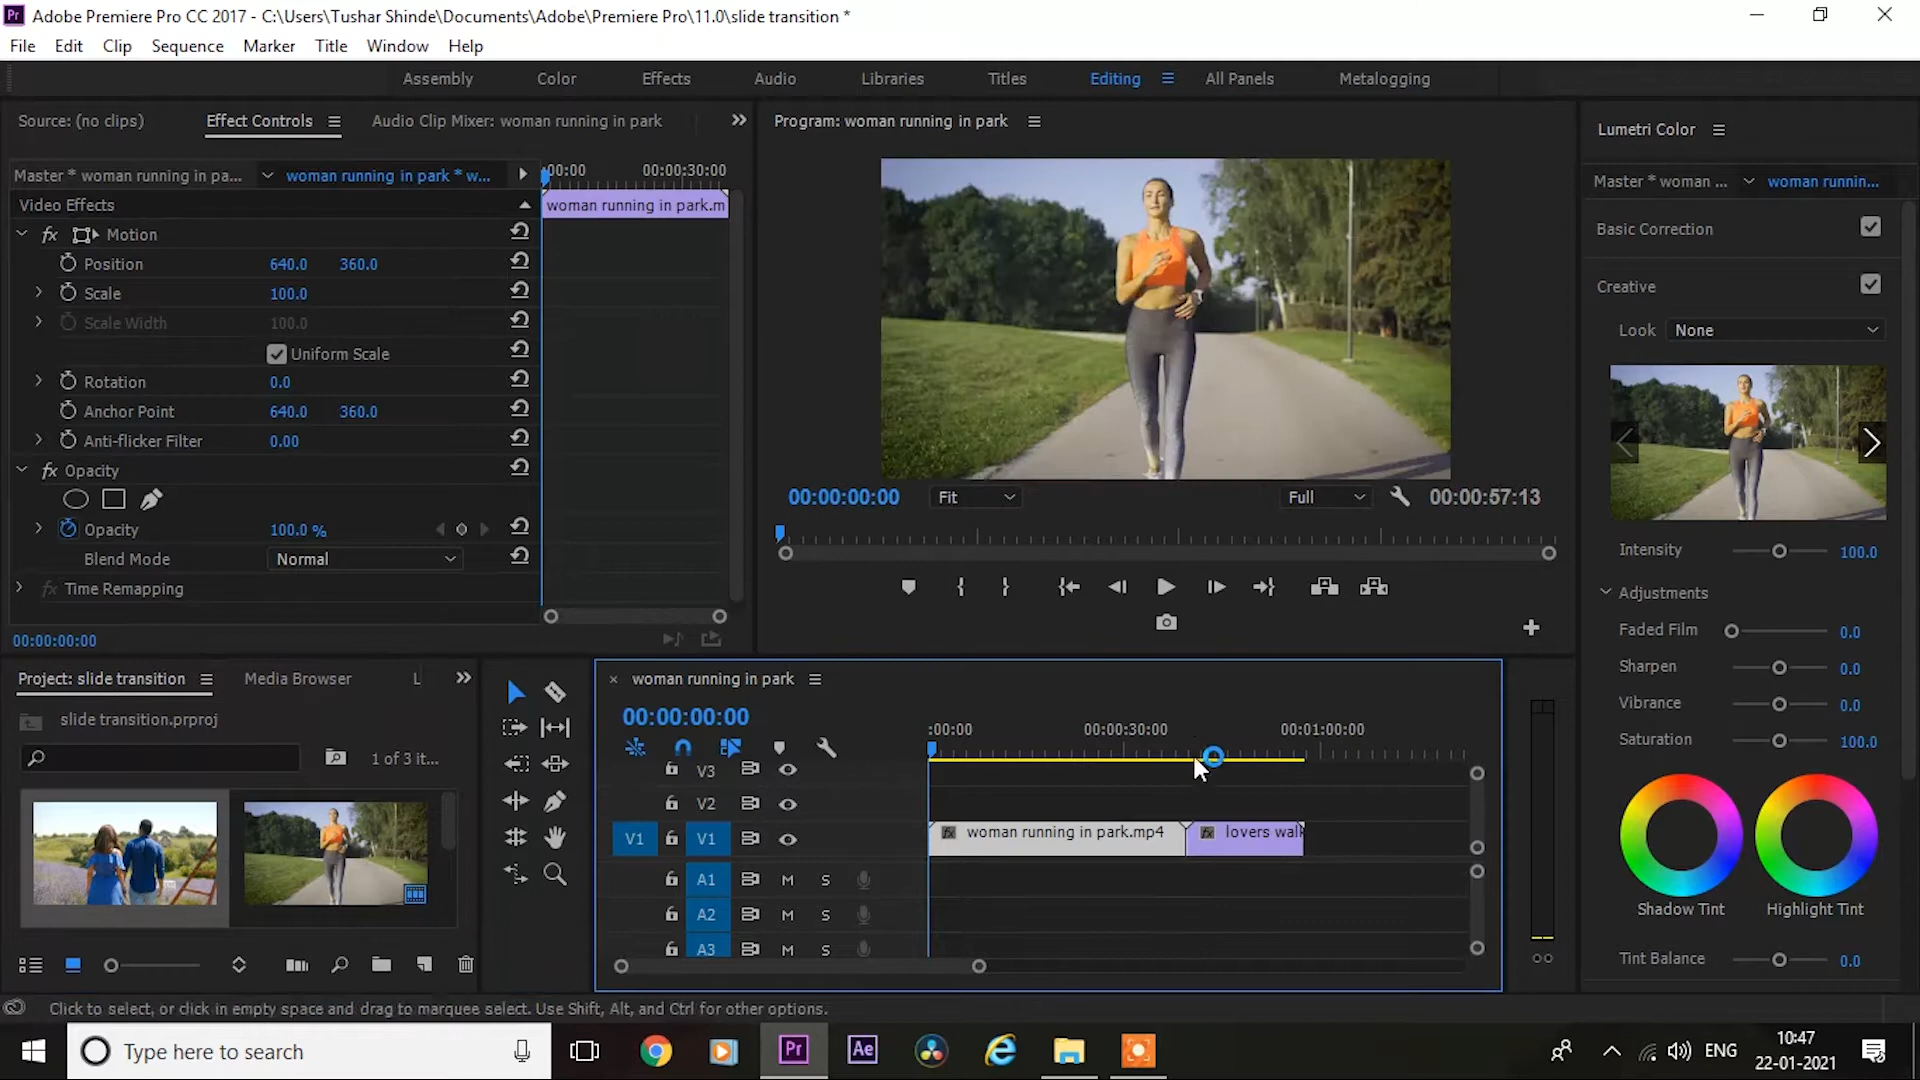 Adobe Premiere Pro CC 2017 - C:\Users\Tushar Shinde\Documents\Adobe\Premiere Pro\11.0\slide transition *
File Edit Clip Sequence Marker Title Window Help
Assembly Color Effects Audio Libraries Titles Editing All Panels Metalogging
Source: (no clips) Effect Controls Audio Clip Mixer: woman running in park
Program: woman running in park
Lumetri Color
Master * woman running in pa... woman running in park * w...
:00:00 00:00:30:00
Master * woman ... woman runnin...
Video Effects
woman running in park.m
fx Motion
Position 640.0 360.0
Scale 100.0
Scale Width 100.0
Uniform Scale
Rotation 0.0
Anchor Point 640.0 360.0
Anti-flicker Filter 0.00
fx Opacity
Opacity 100.0 %
Blend Mode Normal
fx Time Remapping
00:00:00:00
00:00:00:00 Fit Full 00:00:57:13
Basic Correction
Creative
Look None
Intensity 100.0
Adjustments
Faded Film 0.0
Sharpen 0.0
Vibrance 0.0
Saturation 100.0
Shadow Tint Highlight Tint
Tint Balance 0.0
Project: slide transition Media Browser L
slide transition.prproj
1 of 3 it...
woman running in park
00:00:00:00
:00:00 00:00:30:00 00:01:00:00
V3
V2
V1 V1 fx woman running in park.mp4 fx lovers walk
A1 M S
A2 M S
A3 M S
Click to select, or click in empty space and drag to marquee select. Use Shift, Alt, and Ctrl for other options.
Type here to search
Pr Ae
ENG
10:47
22-01-2021